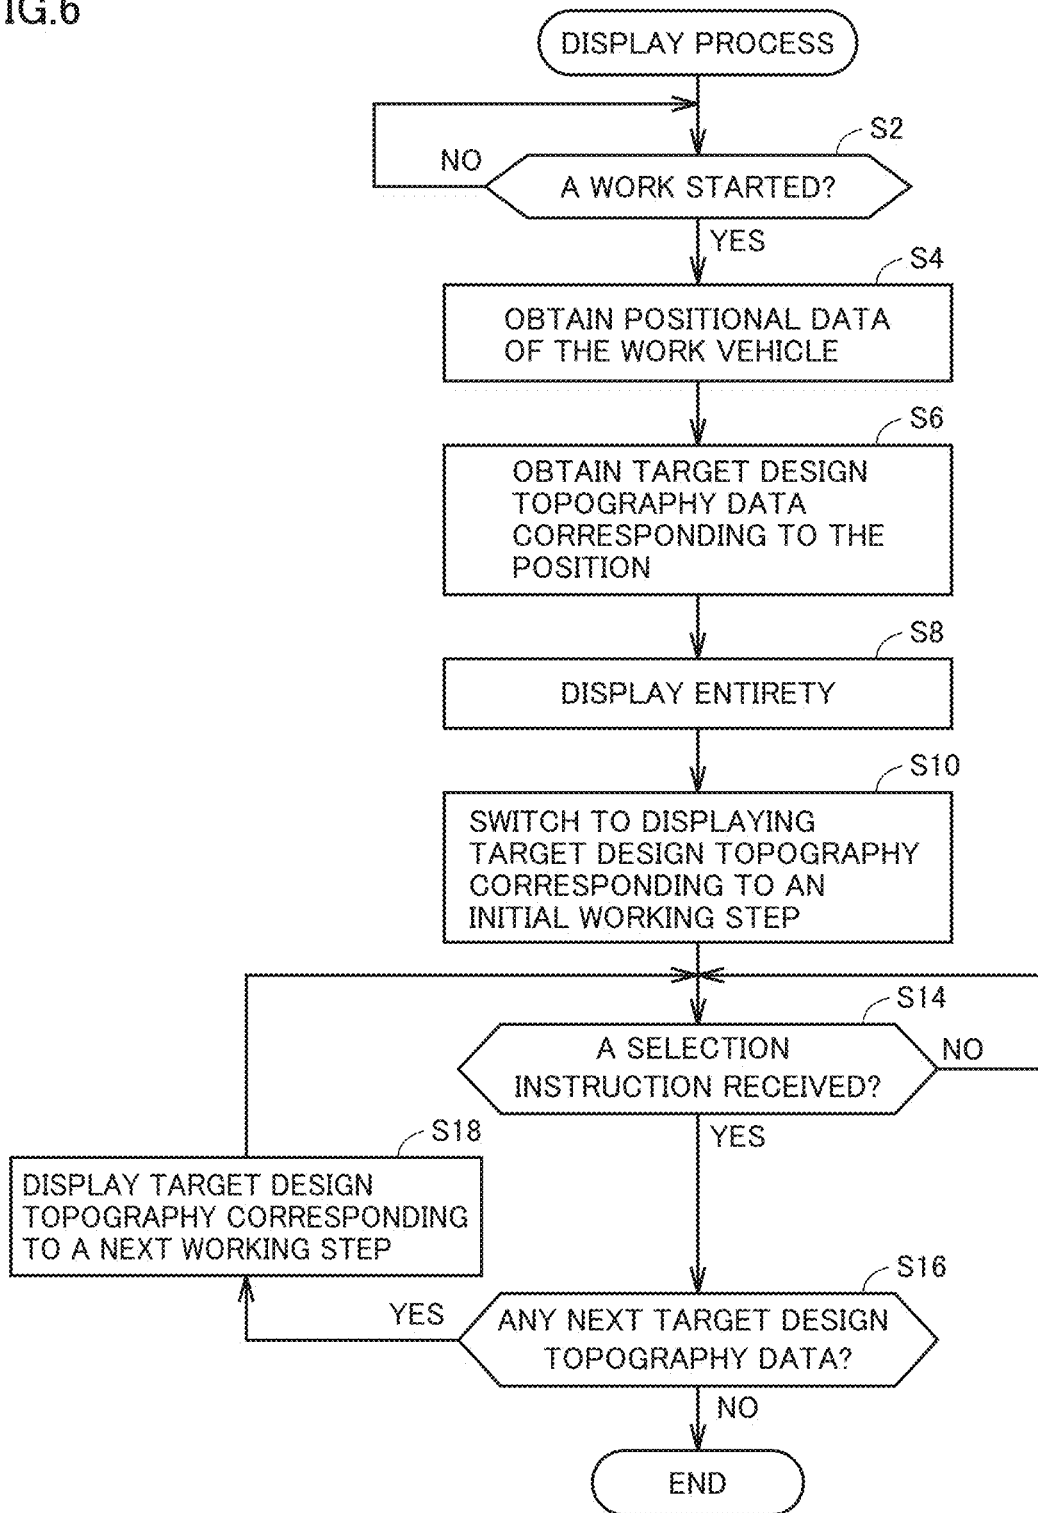 IG.6
DISPLAY PROCESS
S2
NO
A WORK STARTED?
YES
S4
OBTAIN POSITIONAL DATA
OF THE WORK VEHICLE
S6
OBTAIN TARGET DESIGN
TOPOGRAPHY DATA
CORRESPONDING TO THE
POSITION
S8
DISPLAY ENTIRETY
S10
SWITCH TO DISPLAYING
TARGET DESIGN TOPOGRAPHY
CORRESPONDING TO AN
INITIAL WORKING STEP
S14
A SELECTION
INSTRUCTION RECEIVED?
NO
YES
S18
DISPLAY TARGET DESIGN
TOPOGRAPHY CORRESPONDING
TO A NEXT WORKING STEP
S16
YES
ANY NEXT TARGET DESIGN
TOPOGRAPHY DATA?
NO
END